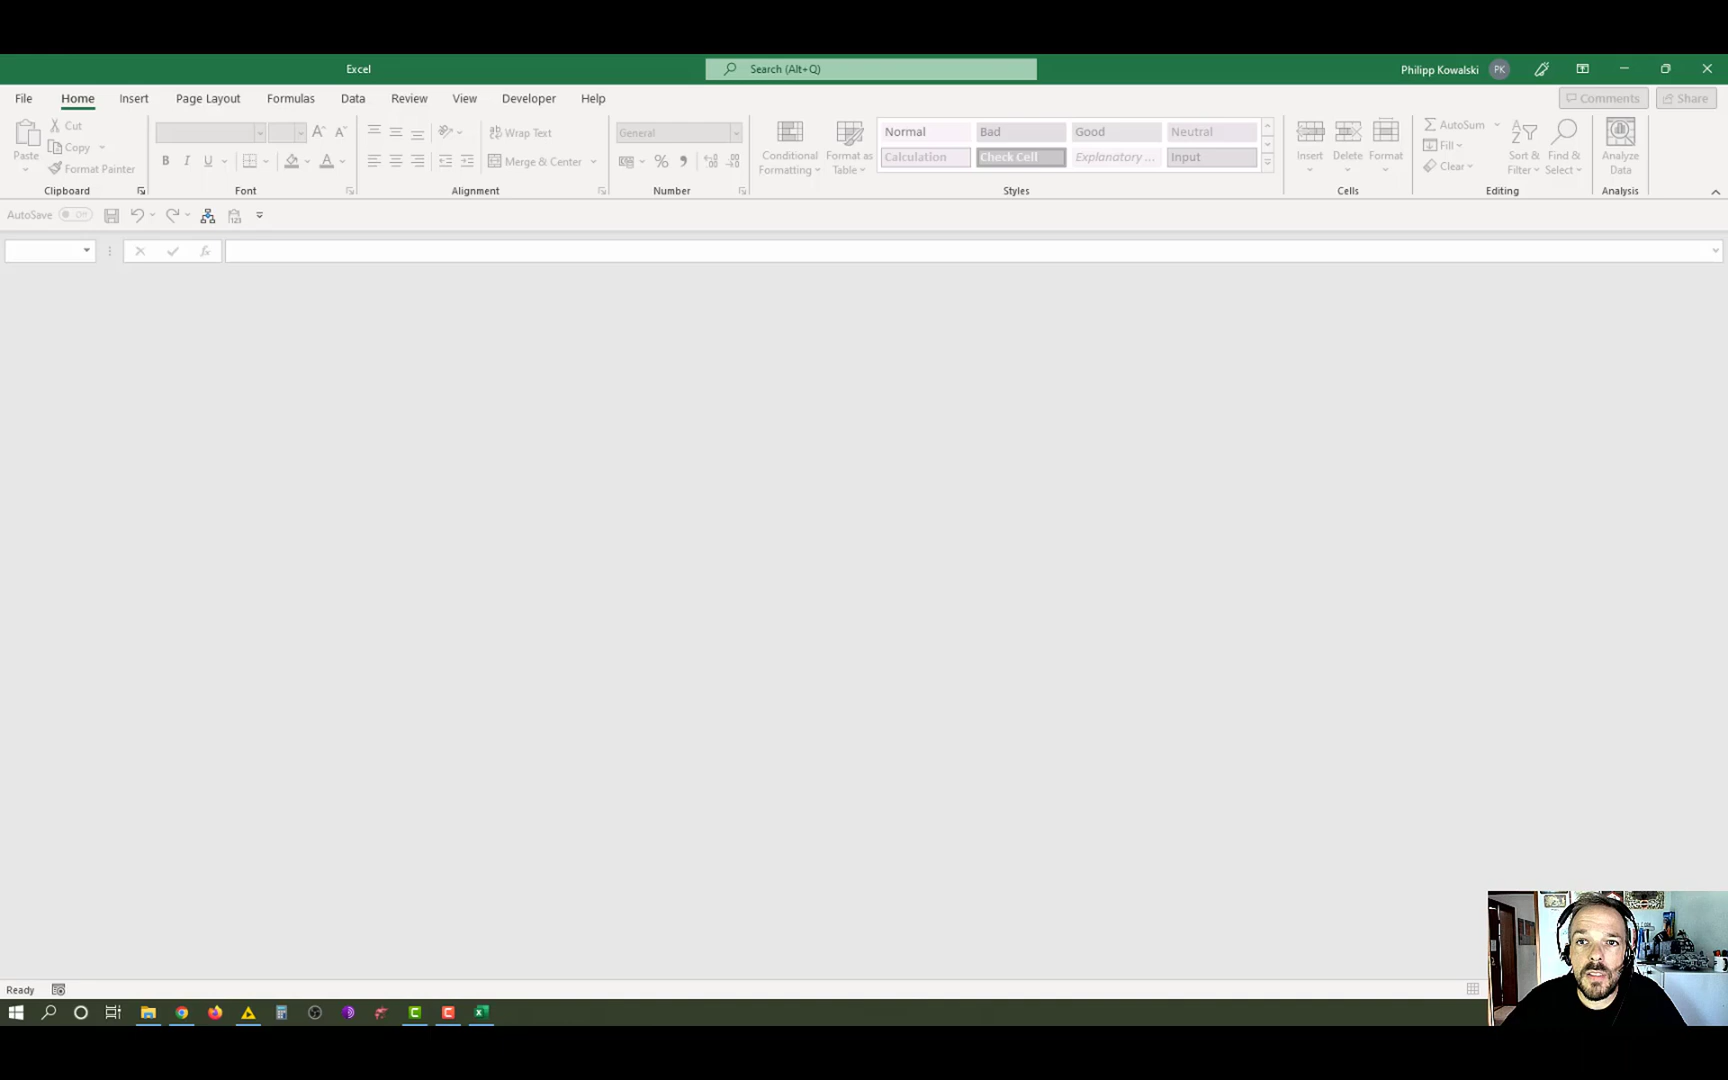 Excel
Search (Alt+Q)
Philipp Kowalski PK
File Home Insert Page Layout Formulas Data Review View Developer Help
Comments Share
Paste
Cut
Copy
Format Painter
Clipboard
B I U A
Font
Wrap Text
Merge & Center
Alignment
General
%
Number
Conditional Formatting
Format as Table
Normal Bad Good Neutral
Calculation Check Cell Explanatory ... Input
Styles
Insert Delete Format
Cells
AutoSum
Fill
Clear
Sort & Filter
Find & Select
Editing
Analyze Data
Analysis
AutoSave Off
fx
Ready